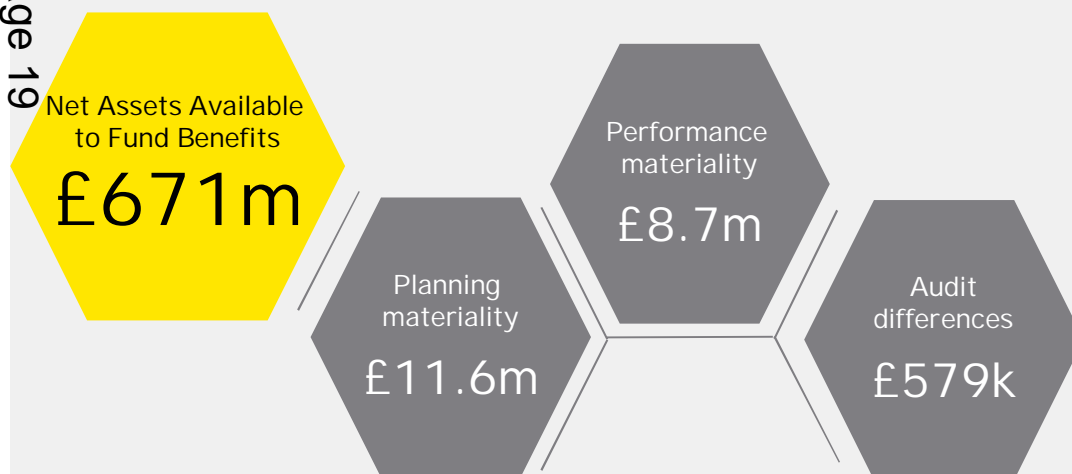 ge 19
Net Assets Available
to Fund Benefits
£671m
Performance
materiality
£8.7m
Planning
materiality
£11.6m
Audit
differences
£579k